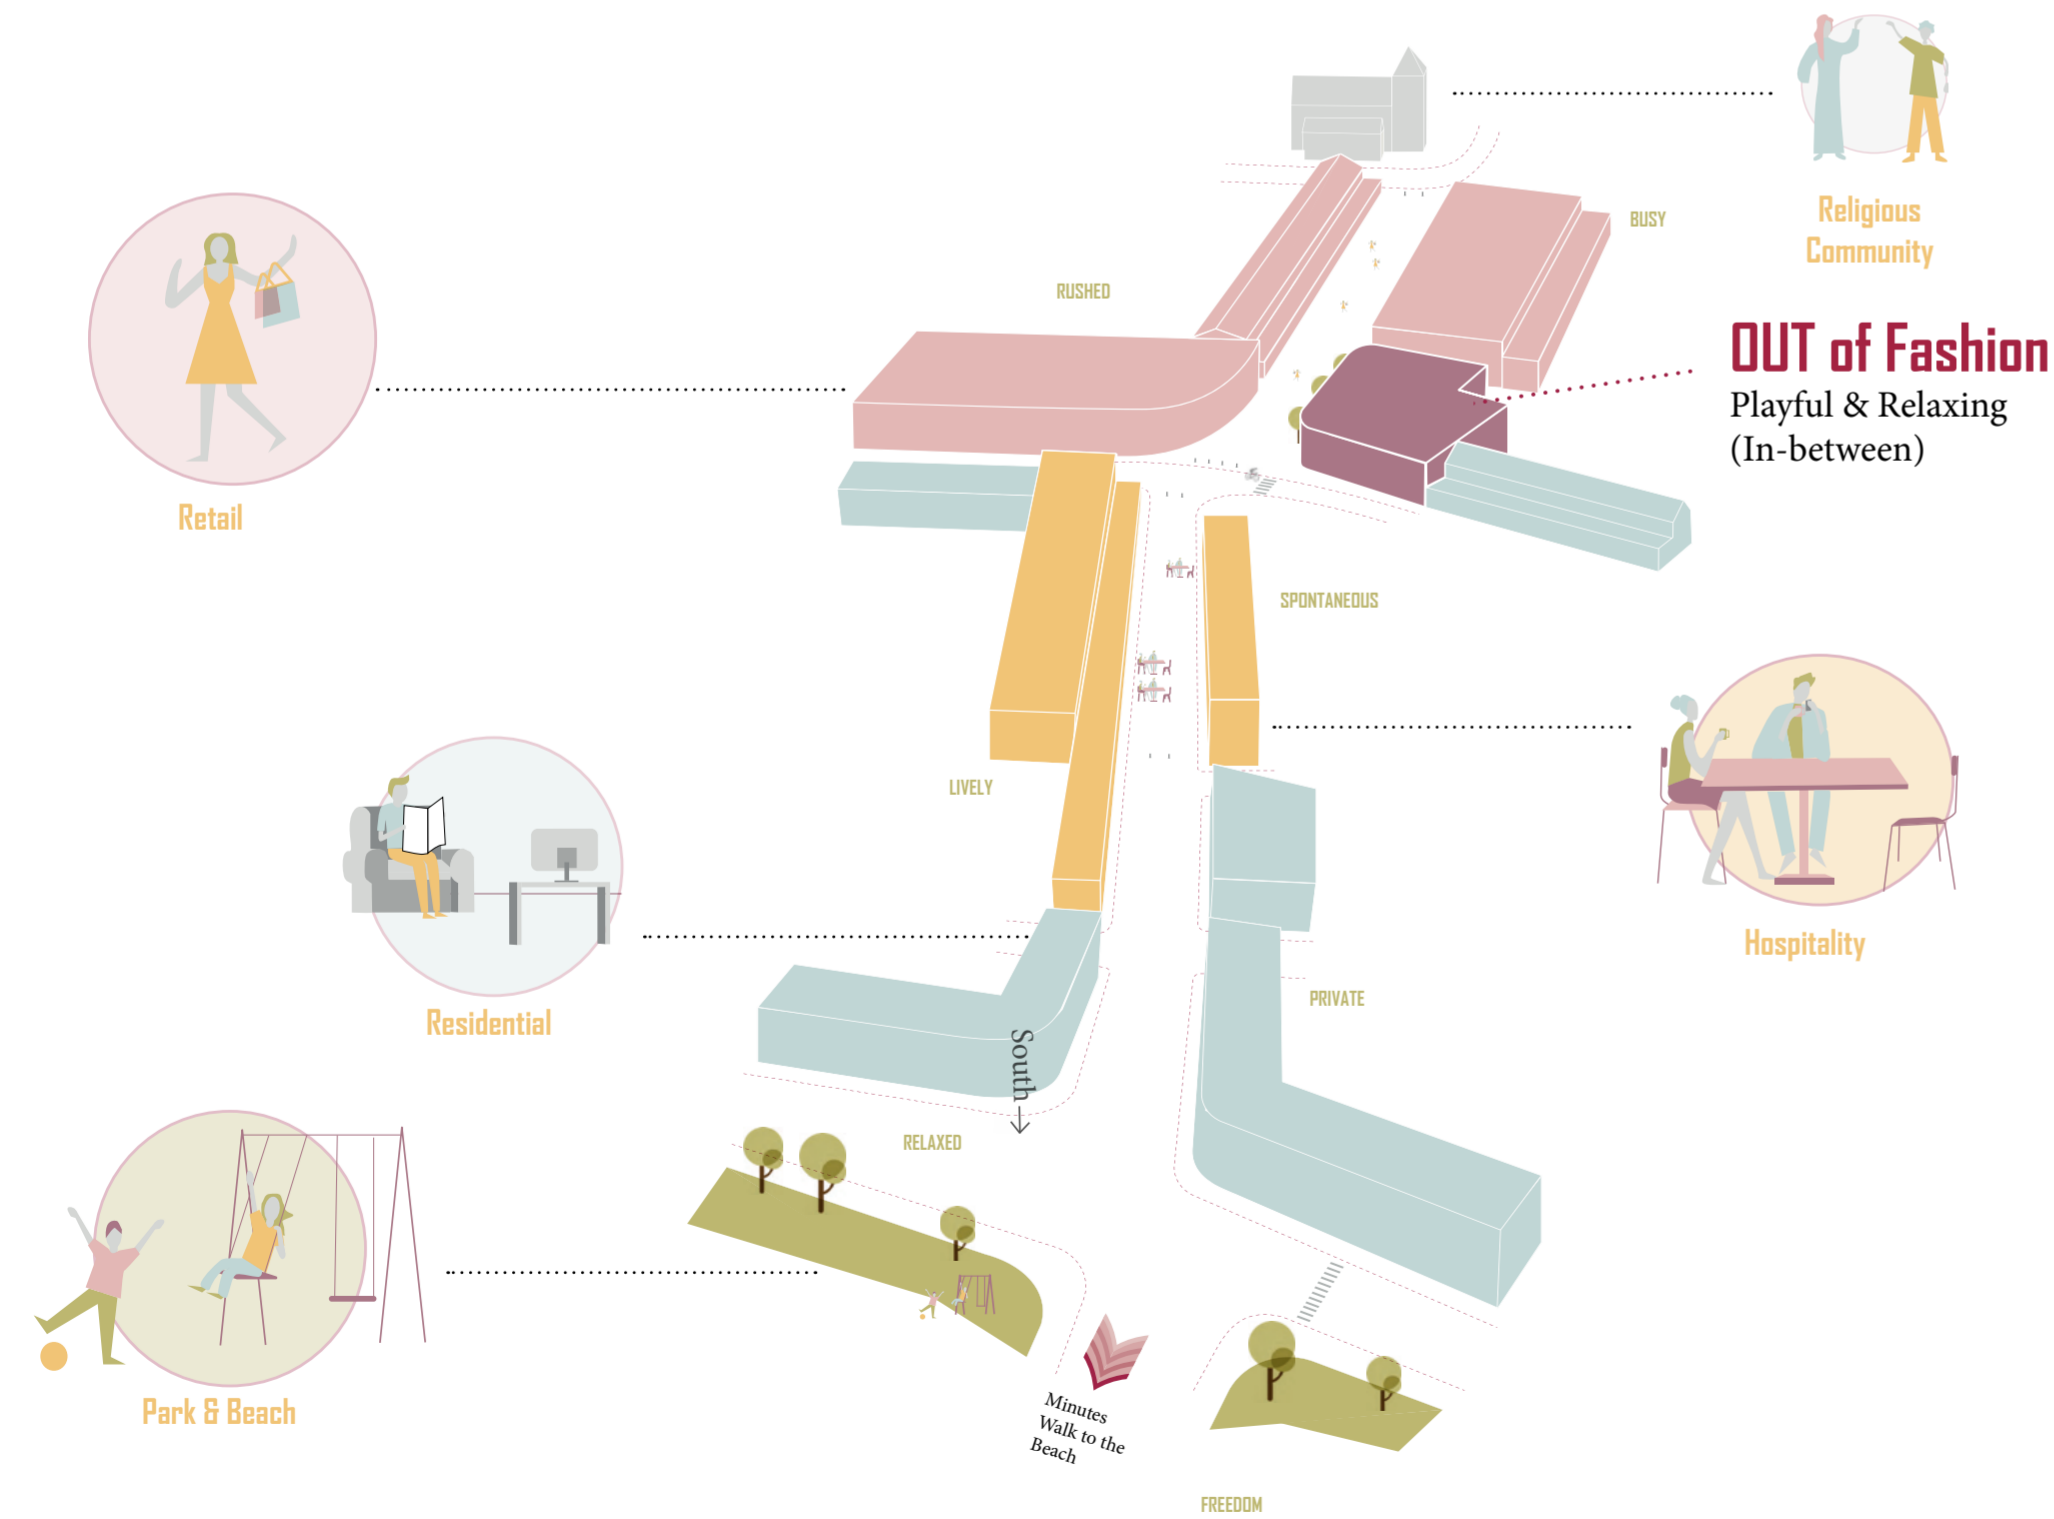 Religious
Community
BUSY
RUSHED
OUT of Fashion
Playful & Relaxing
(In-between)
Retail
SPONTANEOUS
LIVELY
Hospitality
PRIVATE
Residential
South
RELAXED
Park & Beach
Minutes
Walk to the
Beach
FREEDOM